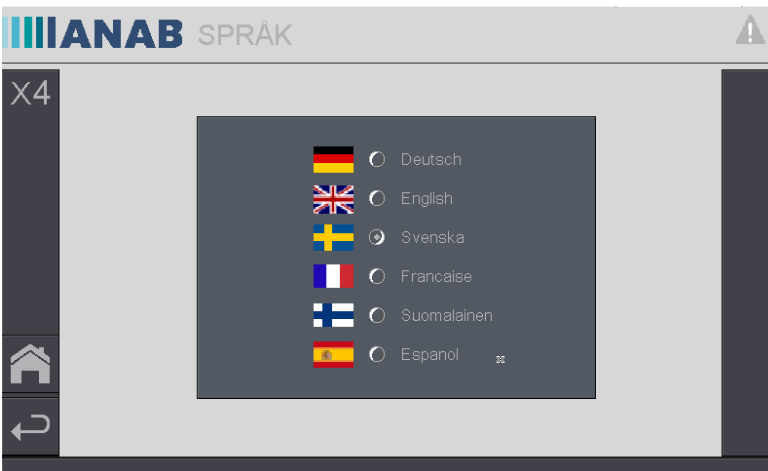 ANAB SPRÅK
X4
Deutsch
English
Svenska
Francaise
Suomalainen
Espanol